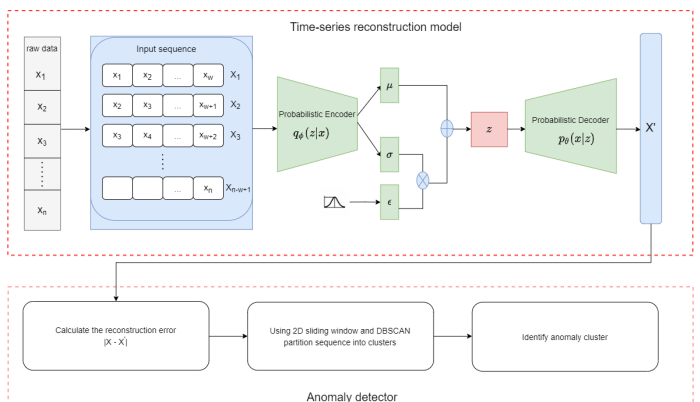 Time-series reconstruction model
raw data
X1
X2
X3
......
Xn
Input sequence
x1 x2 ... xw X1
x2 x3 ... xw+1 X2
x3 x4 ... xw+2 X3
...
... xn Xn-w+1
Probabilistic Encoder
qϕ(z|x)
μ
σ
ϵ
z
Probabilistic Decoder
pθ(x|z)
X'
Calculate the reconstruction error
|X - X'|
Using 2D sliding window and DBSCAN
partition sequence into clusters
Identify anomaly cluster
Anomaly detector